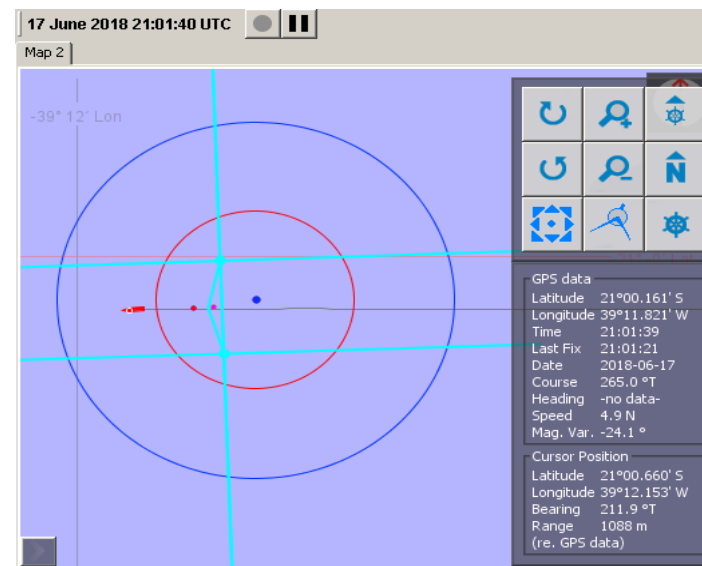 17 June 2018 21:01:40 UTC
Map 2
-39° 12' Lon
N
GPS data
Latitude 21°00.161' S
Longitude 39°11.821' W
Time 21:01:39
Last Fix 21:01:21
Date 2018-06-17
Course 265.0 °T
Heading -no data-
Speed 4.9 N
Mag. Var. -24.1 °
Cursor Position
Latitude 21°00.660' S
Longitude 39°12.153' W
Bearing 211.9 °T
Range 1088 m
(re. GPS data)